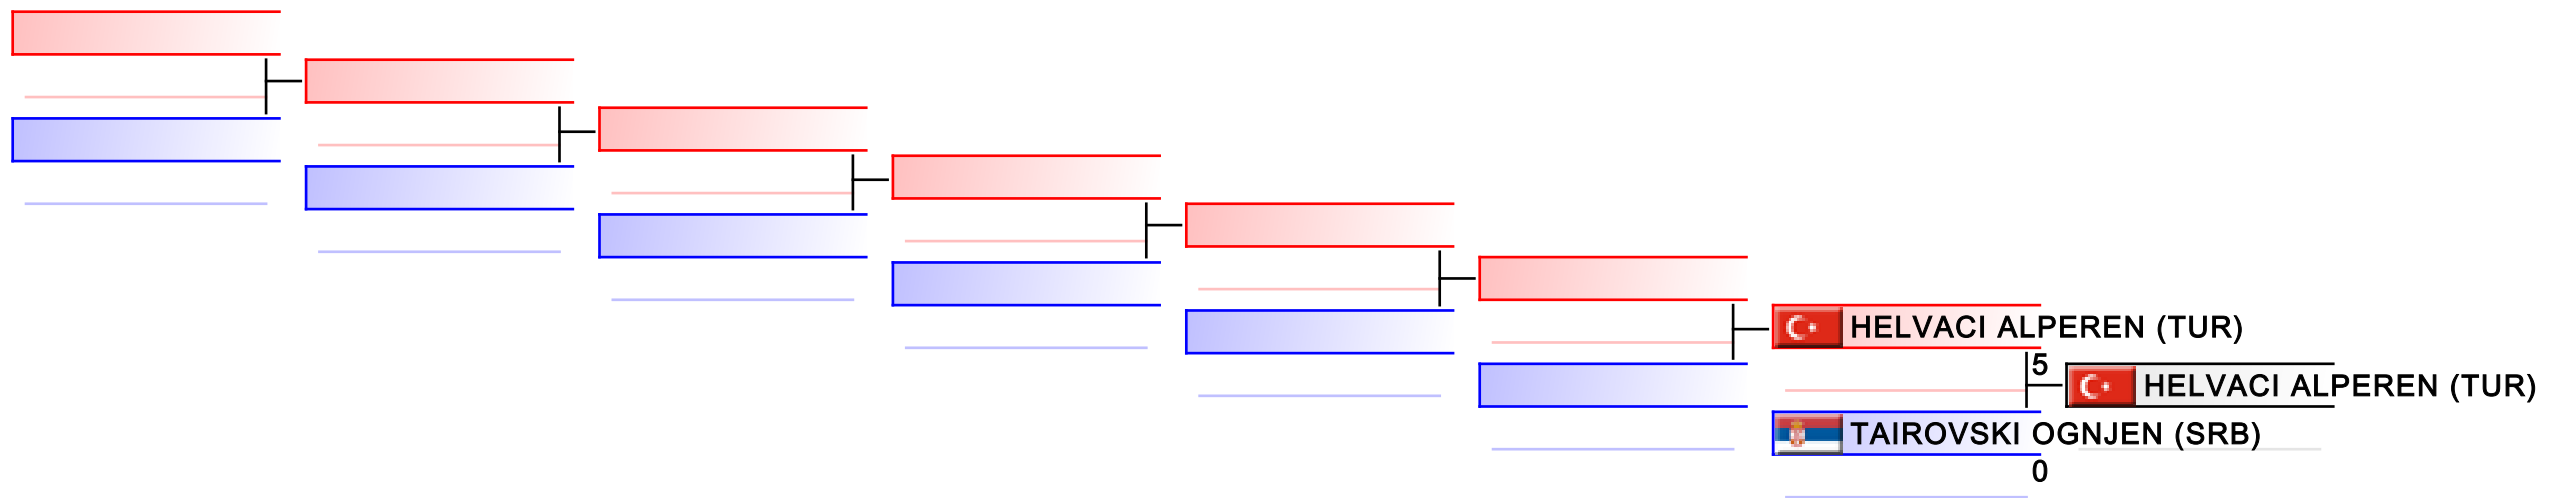 HELVACI ALPEREN (TUR)
5
HELVACI ALPEREN (TUR)
TAIROVSKI OGNJEN (SRB)
0